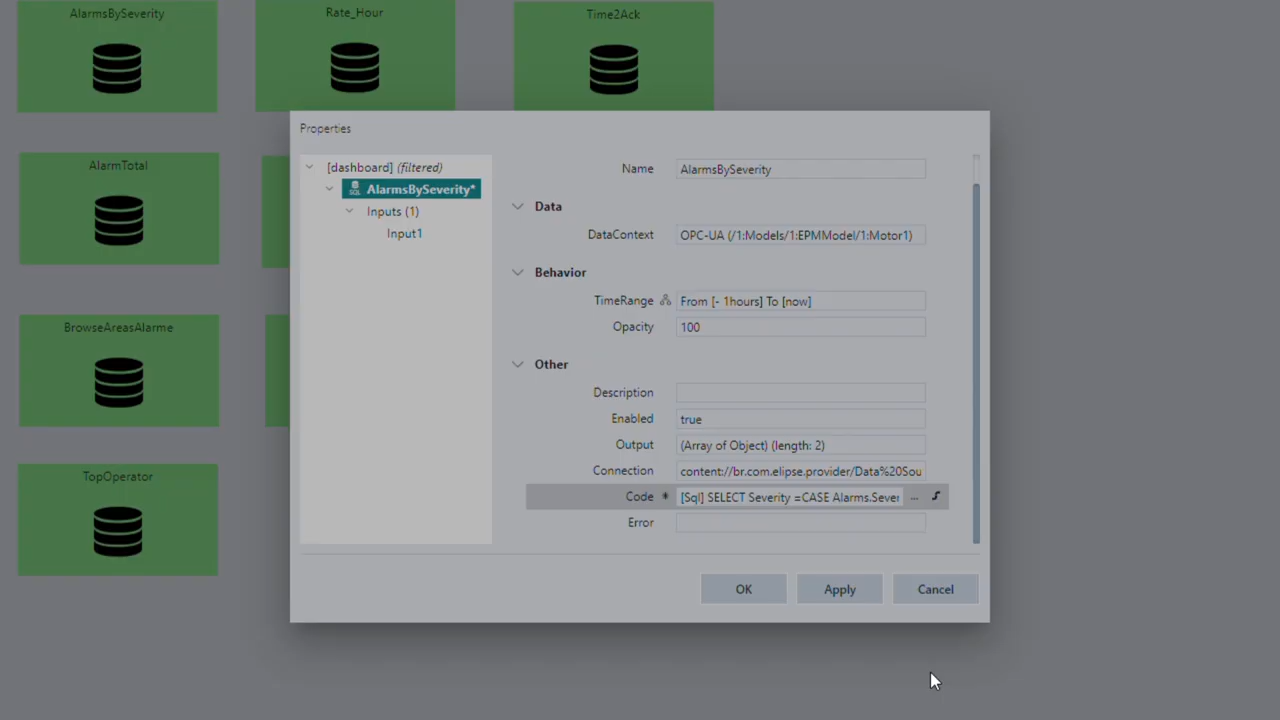 AlarmsBySeverity
Rate_Hour
Time2Ack
AlarmTotal
BrowseAreasAlarme
TopOperator
Properties
[dashboard] (filtered)
SQL AlarmsBySeverity*
Inputs (1)
Input1
Name AlarmsBySeverity
Data
DataContext OPC-UA (/1:Models/1:EPMModel/1:Motor1)
Behavior
TimeRange From [- 1hours] To [now]
Opacity 100
Other
Description
Enabled true
Output (Array of Object) (length: 2)
Connection content://br.com.elipse.provider/Data%20Sou
Code * [Sql] SELECT Severity =CASE Alarms.Sever ...
Error
OK Apply Cancel